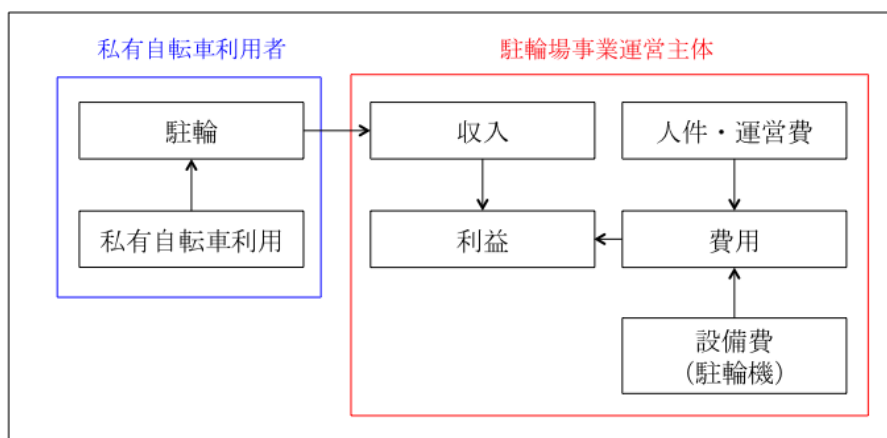 私有自転車利用者
駐輪場事業運営主体
駐輪
収入
人件・運営費
私有自転車利用
利益
費用
設備費
(駐輪機)